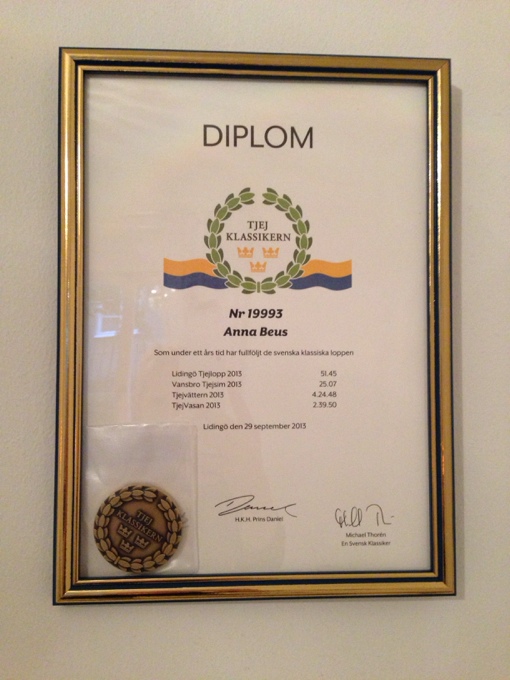 DIPLOM
TJEJ
KLASSIKERN
Nr 19993
Anna Beus
Som under ett års tid har fullföljt de svenska klassiska loppen
Lidingö Tjejlopp 2013 51.45
Vansbro Tjejsim 2013 25.07
Tjejvättern 2013 4.24.48
TjejVasan 2013 2.39.50
Lidingö den 29 september 2013
H.K.H. Prins Daniel
Michael Thorén
En Svensk Klassiker
TJEJ
KLASSIKERN